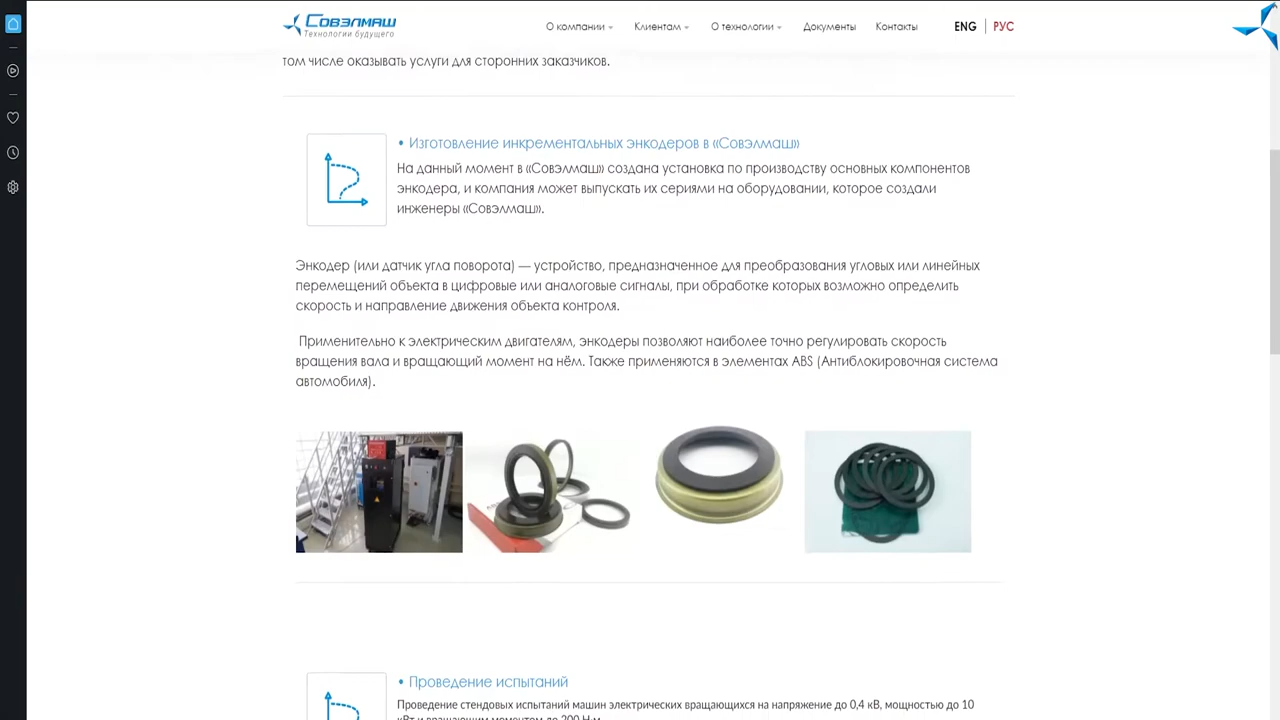 Совэлмаш
Технологии будущего
О компании
Клиентам
О технологии
Документы
Контакты
ENG
РУС
том числе оказывать услуги для сторонних заказчиков.
• Изготовление инкрементальных энкодеров в «Совэлмаш»
На данный момент в «Совэлмаш» создана установка по производству основных компонентов
энкодера, и компания может выпускать их сериями на оборудовании, которое создали
инженеры «Совэлмаш».
Энкодер (или датчик угла поворота) — устройство, предназначенное для преобразования угловых или линейных
перемещений объекта в цифровые или аналоговые сигналы, при обработке которых возможно определить
скорость и направление движения объекта контроля.
Применительно к электрическим двигателям, энкодеры позволяют наиболее точно регулировать скорость
вращения вала и вращающий момент на нём. Также применяются в элементах ABS (Антиблокировочная система
автомобиля).
• Проведение испытаний
Проведение стендовых испытаний машин электрических вращающихся на напряжение до 0,4 кВ, мощностью до 10
кВт и вращающим моментом до 200 Н·м